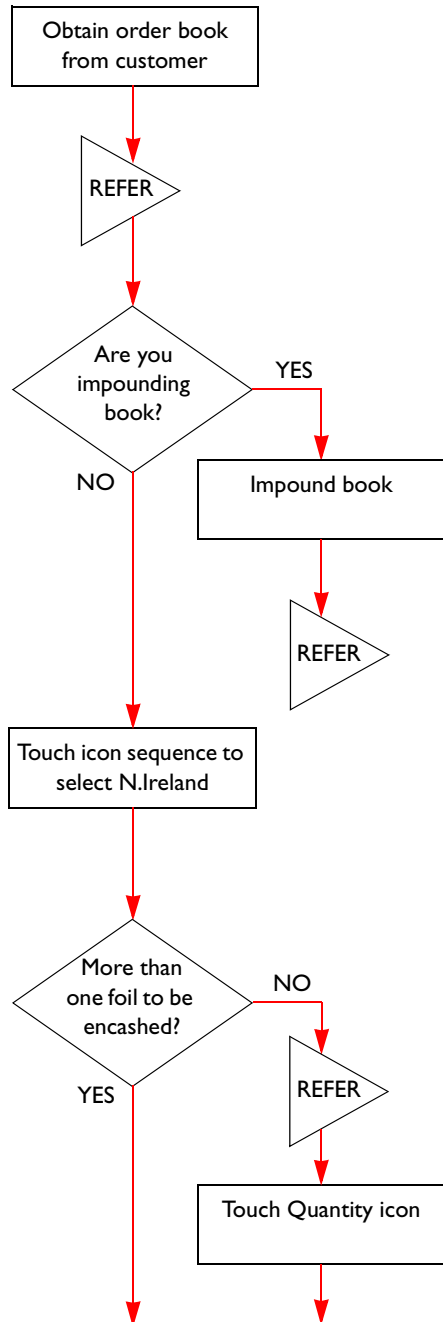 Obtain order book
from customer
REFER
Are you
impounding
book?
YES
NO
Impound book
REFER
Touch icon sequence to
select N.Ireland
More than
one foil to be
encashed?
NO
YES
REFER
Touch Quantity icon